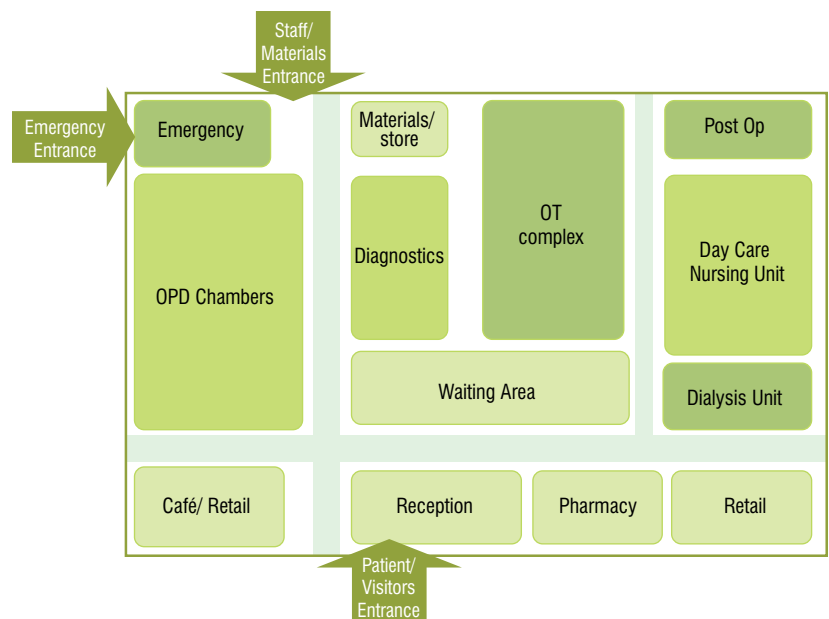 Staff/
Materials
Entrance
Emergency
Entrance
Emergency
Materials/
store
OT
complex
Post Op
OPD Chambers
Diagnostics
Day Care
Nursing Unit
Waiting Area
Dialysis Unit
Café/ Retail
Reception
Pharmacy
Retail
Patient/
Visitors
Entrance